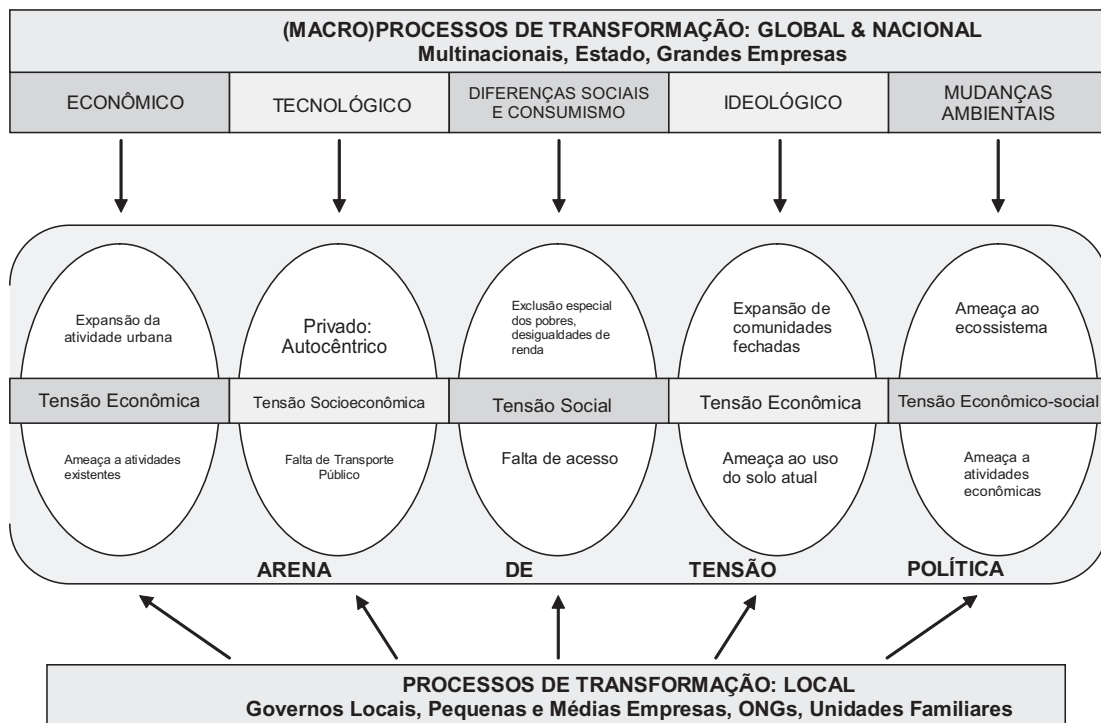 (MACRO)PROCESSOS DE TRANSFORMAÇÃO: GLOBAL & NACIONAL
Multinacionais, Estado, Grandes Empresas
ECONÔMICO
TECNOLÓGICO
DIFERENÇAS SOCIAIS
E CONSUMISMO
IDEOLÓGICO
MUDANÇAS
AMBIENTAIS
Expansão da
atividade urbana
Privado:
Autocêntrico
Exclusão especial
dos pobres,
desigualdades de
renda
Expansão de
comunidades
fechadas
Ameaça ao
ecossistema
Tensão Econômica
Tensão Socioeconômica
Tensão Social
Tensão Econômica
Tensão Econômico-social
Ameaça a atividades
existentes
Falta de Transporte
Público
Falta de acesso
Ameaça ao uso
do solo atual
Ameaça a
atividades
econômicas
ARENA DE TENSÃO POLÍTICA
PROCESSOS DE TRANSFORMAÇÃO: LOCAL
Governos Locais, Pequenas e Médias Empresas, ONGs, Unidades Familiares